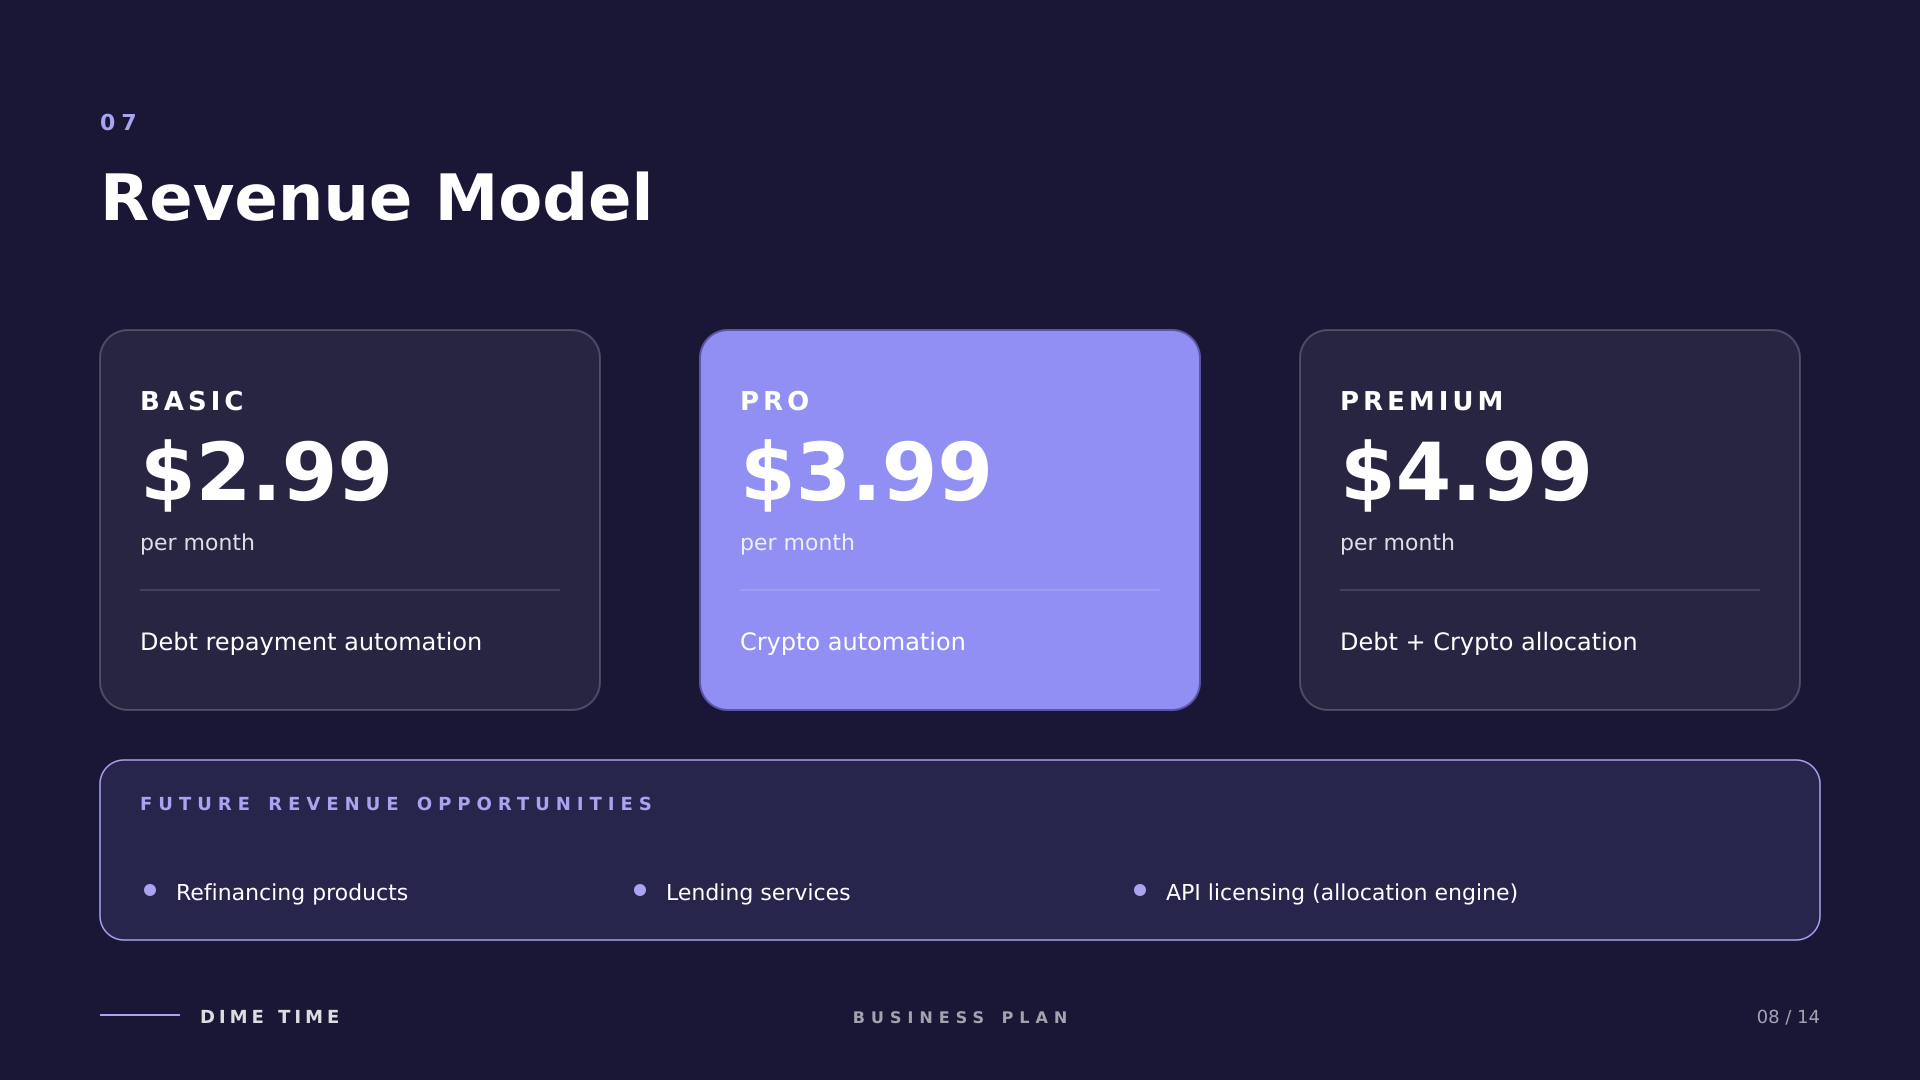 07
Revenue Model
BASIC
$2.99
per month
Debt repayment automation
PRO
$3.99
per month
Crypto automation
PREMIUM
$4.99
per month
Debt + Crypto allocation
FUTURE REVENUE OPPORTUNITIES
Refinancing products
Lending services
API licensing (allocation engine)
DIME TIME
BUSINESS PLAN
08 / 14